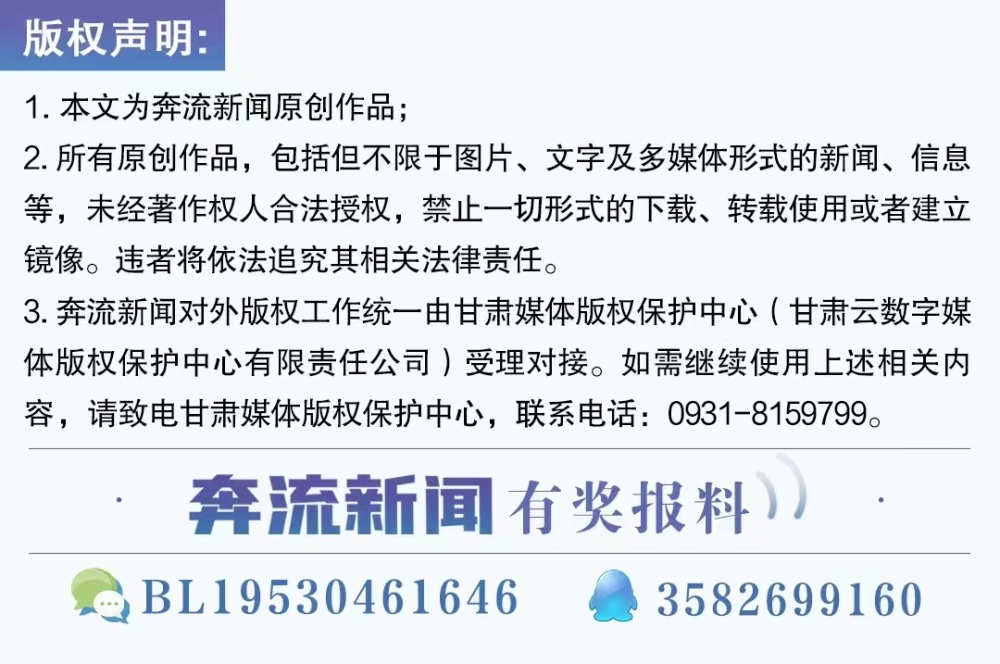 版权声明:
1. 本文为奔流新闻原创作品；
2. 所有原创作品，包括但不限于图片、文字及多媒体形式的新闻、信息
等，未经著作权人合法授权，禁止一切形式的下载、转载使用或者建立
镜像。违者将依法追究其相关法律责任。
3. 奔流新闻对外版权工作统一由甘肃媒体版权保护中心（甘肃云数字媒
体版权保护中心有限责任公司）受理对接。如需继续使用上述相关内
容，请致电甘肃媒体版权保护中心，联系电话：0931-8159799。
· 奔流新闻有奖报料 ·
BL19530461646 3582699160